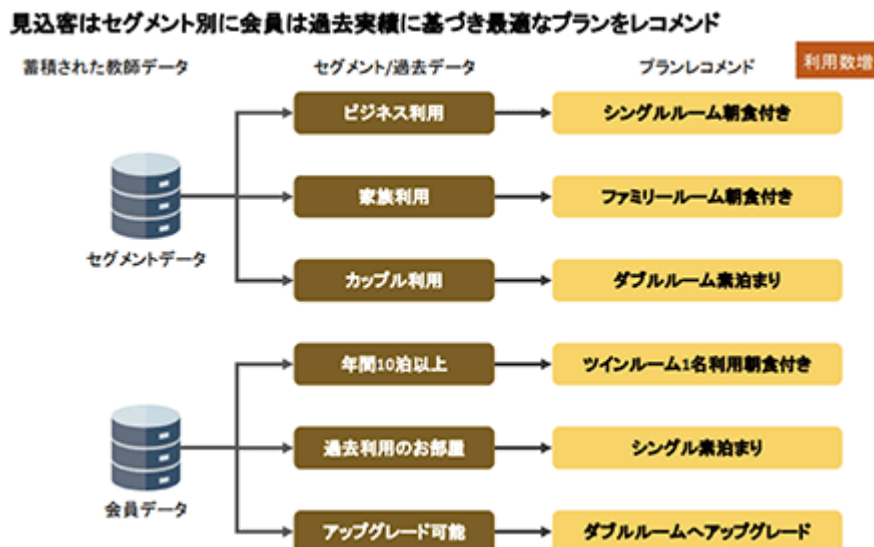 見込客はセグメント別に会員は過去実績に基づき最適なプランをレコメンド
蓄積された教師データ
セグメント/過去データ
プランレコメンド
利用数増
ビジネス利用
シングルルーム朝食付き
家族利用
ファミリールーム朝食付き
セグメントデータ
カップル利用
ダブルルーム素泊まり
年間10泊以上
ツインルーム1名利用朝食付き
過去利用のお部屋
シングル素泊まり
会員データ
アップグレード可能
ダブルルームへアップグレード